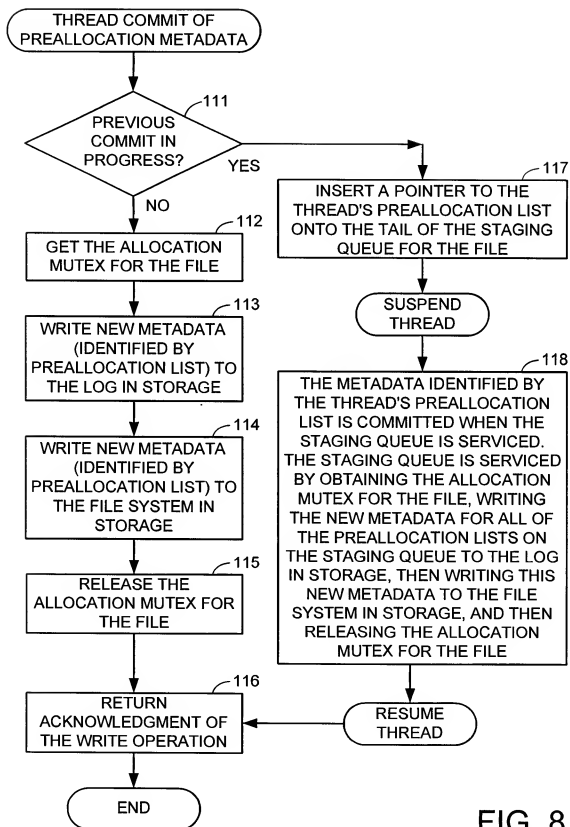 THREAD COMMIT OF
PREALLOCATION METADATA
111
PREVIOUS
COMMIT IN
PROGRESS?
YES
NO
112
GET THE ALLOCATION
MUTEX FOR THE FILE
113
WRITE NEW METADATA
(IDENTIFIED BY
PREALLOCATION LIST) TO
THE LOG IN STORAGE
114
WRITE NEW METADATA
(IDENTIFIED BY
PREALLOCATION LIST) TO
THE FILE SYSTEM IN
STORAGE
115
RELEASE THE
ALLOCATION MUTEX FOR
THE FILE
116
RETURN
ACKNOWLEDGMENT OF
THE WRITE OPERATION
END
117
INSERT A POINTER TO THE
THREAD'S PREALLOCATION LIST
ONTO THE TAIL OF THE STAGING
QUEUE FOR THE FILE
SUSPEND
THREAD
118
THE METADATA IDENTIFIED BY
THE THREAD'S PREALLOCATION
LIST IS COMMITTED WHEN THE
STAGING QUEUE IS SERVICED.
THE STAGING QUEUE IS SERVICED
BY OBTAINING THE ALLOCATION
MUTEX FOR THE FILE, WRITING
THE NEW METADATA FOR ALL OF
THE PREALLOCATION LISTS ON
THE STAGING QUEUE TO THE LOG
IN STORAGE, THEN WRITING THIS
NEW METADATA TO THE FILE
SYSTEM IN STORAGE, AND THEN
RELEASING THE ALLOCATION
MUTEX FOR THE FILE
RESUME
THREAD
FIG. 8